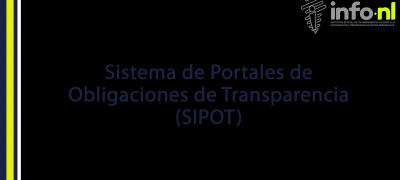 info.nl
Sistema de Portales de
Obligaciones de Transparencia
(SIPOT)